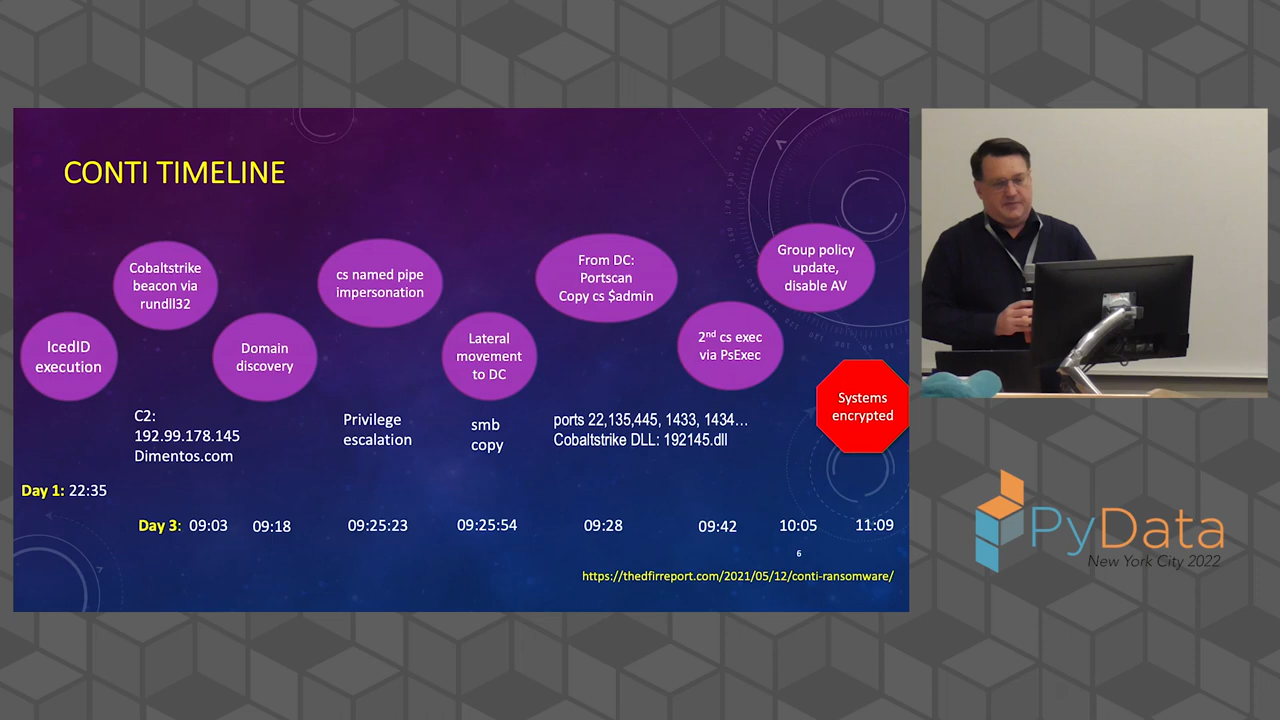 CONTI TIMELINE
IcedID
execution
Cobaltstrike
beacon via
rundll32
Domain
discovery
cs named pipe
impersonation
Lateral
movement
to DC
From DC:
Portscan
Copy cs $admin
2nd cs exec
via PsExec
Group policy
update,
disable AV
Systems
encrypted
C2:
192.99.178.145
Dimentos.com
Privilege
escalation
smb
copy
ports 22,135,445, 1433, 1434…
Cobaltstrike DLL: 192145.dll
Day 1: 22:35
Day 3: 09:03 09:18 09:25:23 09:25:54 09:28 09:42 10:05 11:09
6
https://thedfirreport.com/2021/05/12/conti-ransomware/
PyData
New York City 2022